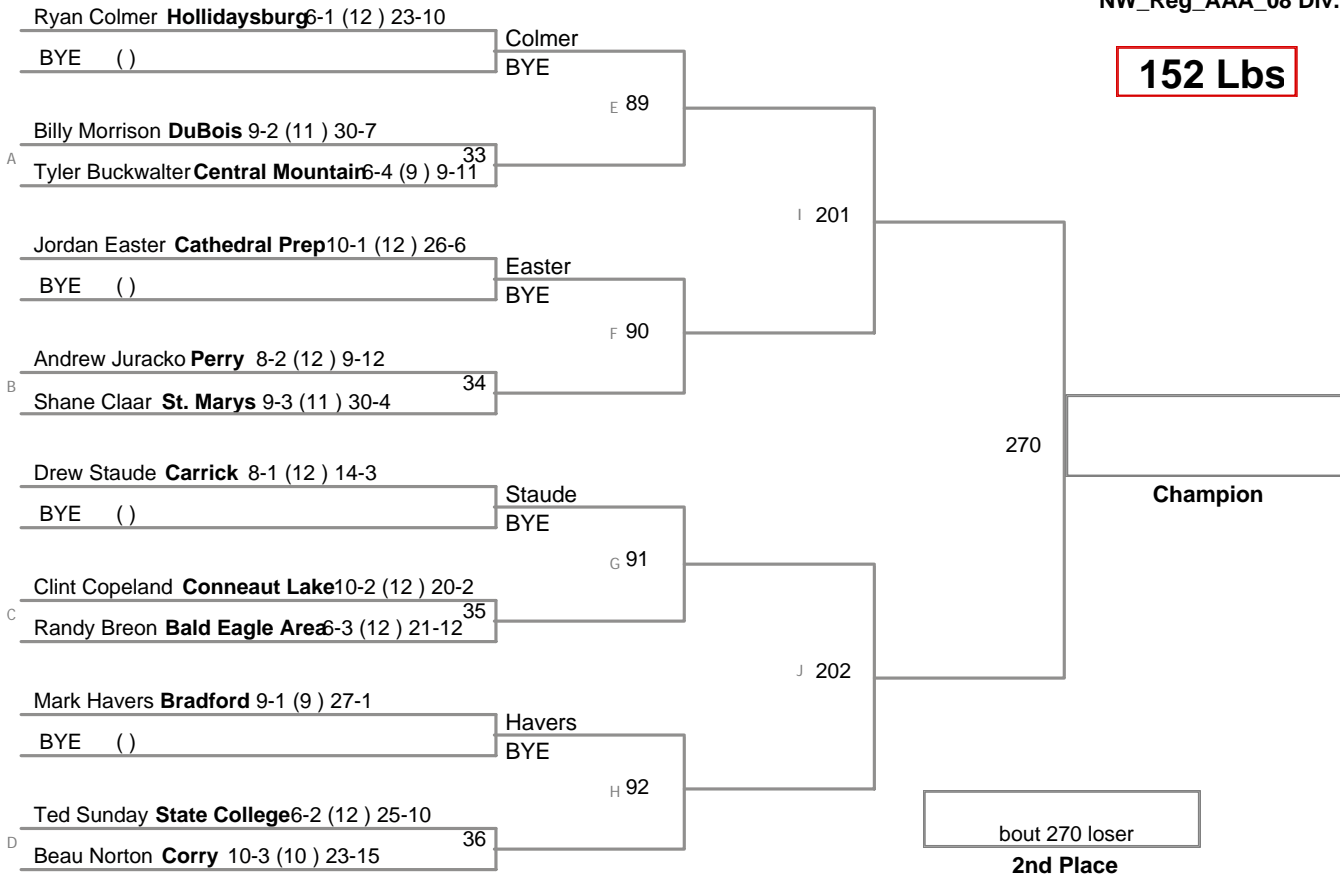 NW_Reg_AAA_08 Div.
152 Lbs
Ryan Colmer Hollidaysburg 6-1 (12 ) 23-10
BYE ( )
Colmer
BYE
E 89
Billy Morrison DuBois 9-2 (11 ) 30-7
A
33
Tyler Buckwalter Central Mountain 6-4 (9 ) 9-11
I 201
Jordan Easter Cathedral Prep 10-1 (12 ) 26-6
BYE ( )
Easter
BYE
F 90
Andrew Juracko Perry 8-2 (12 ) 9-12
B
34
Shane Claar St. Marys 9-3 (11 ) 30-4
270
Champion
Drew Staude Carrick 8-1 (12 ) 14-3
BYE ( )
Staude
BYE
G 91
Clint Copeland Conneaut Lake 10-2 (12 ) 20-2
C
35
Randy Breon Bald Eagle Area 6-3 (12 ) 21-12
J 202
Mark Havers Bradford 9-1 (9 ) 27-1
BYE ( )
Havers
BYE
H 92
Ted Sunday State College 6-2 (12 ) 25-10
D
36
Beau Norton Corry 10-3 (10 ) 23-15
bout 270 loser
2nd Place